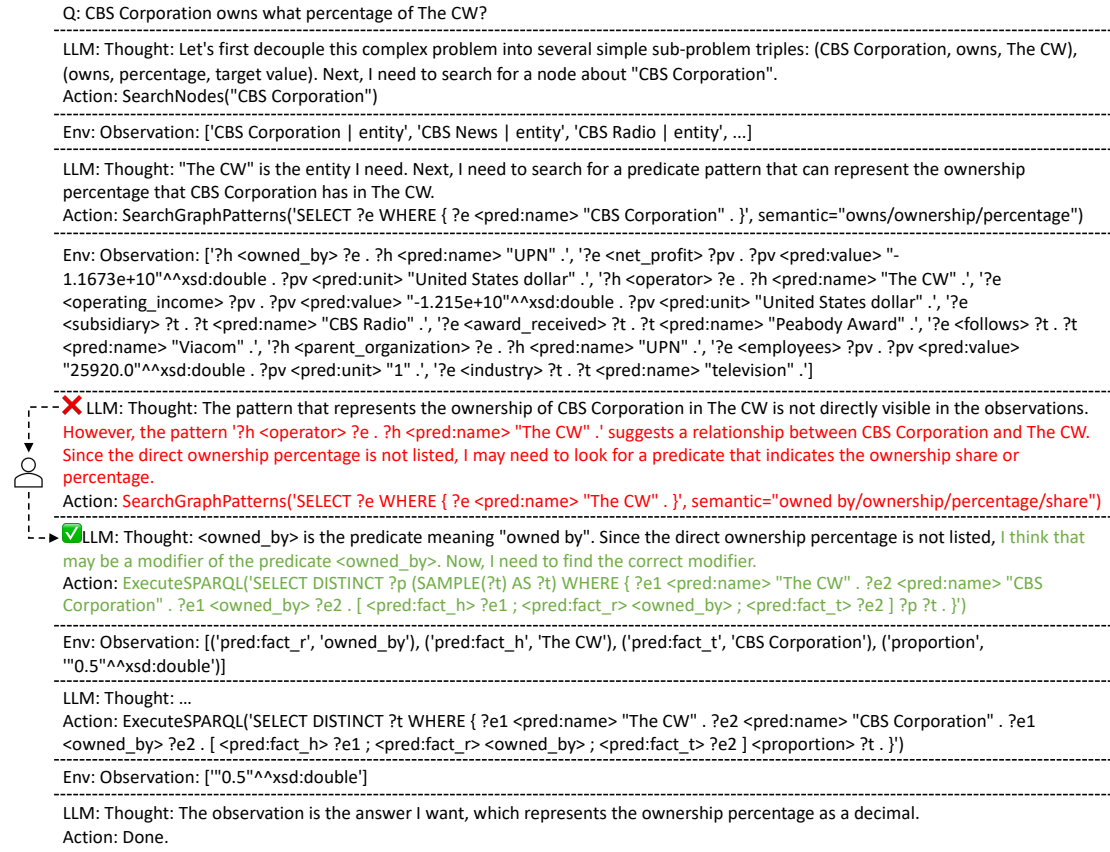 Q: CBS Corporation owns what percentage of The CW?
LLM: Thought: Let's first decouple this complex problem into several simple sub-problem triples: (CBS Corporation, owns, The CW),
(owns, percentage, target value). Next, I need to search for a node about "CBS Corporation".
Action: SearchNodes("CBS Corporation")
Env: Observation: ['CBS Corporation | entity', 'CBS News | entity', 'CBS Radio | entity', ...]
LLM: Thought: "The CW" is the entity I need. Next, I need to search for a predicate pattern that can represent the ownership
percentage that CBS Corporation has in The CW.
Action: SearchGraphPatterns('SELECT ?e WHERE { ?e <pred:name> "CBS Corporation" . }', semantic="owns/ownership/percentage")
Env: Observation: ['?h <owned_by> ?e . ?h <pred:name> "UPN" .', '?e <net_profit> ?pv . ?pv <pred:value> "-
1.1673e+10"^^xsd:double . ?pv <pred:unit> "United States dollar" .', '?h <operator> ?e . ?h <pred:name> "The CW" .', '?e
<operating_income> ?pv . ?pv <pred:value> "-1.215e+10"^^xsd:double . ?pv <pred:unit> "United States dollar" .', '?e
<subsidiary> ?t . ?t <pred:name> "CBS Radio" .', '?e <award_received> ?t . ?t <pred:name> "Peabody Award" .', '?e <follows> ?t . ?t
<pred:name> "Viacom" .', '?h <parent_organization> ?e . ?h <pred:name> "UPN" .', '?e <employees> ?pv . ?pv <pred:value>
"25920.0"^^xsd:double . ?pv <pred:unit> "1" .', '?e <industry> ?t . ?t <pred:name> "television" .']
LLM: Thought: The pattern that represents the ownership of CBS Corporation in The CW is not directly visible in the observations.
However, the pattern '?h <operator> ?e . ?h <pred:name> "The CW" .' suggests a relationship between CBS Corporation and The CW.
Since the direct ownership percentage is not listed, I may need to look for a predicate that indicates the ownership share or
percentage.
Action: SearchGraphPatterns('SELECT ?e WHERE { ?e <pred:name> "The CW" . }', semantic="owned by/ownership/percentage/share")
LLM: Thought: <owned_by> is the predicate meaning "owned by". Since the direct ownership percentage is not listed, I think that
may be a modifier of the predicate <owned_by>. Now, I need to find the correct modifier.
Action: ExecuteSPARQL('SELECT DISTINCT ?p (SAMPLE(?t) AS ?t) WHERE { ?e1 <pred:name> "The CW" . ?e2 <pred:name> "CBS
Corporation" . ?e1 <owned_by> ?e2 . [ <pred:fact_h> ?e1 ; <pred:fact_r> <owned_by> ; <pred:fact_t> ?e2 ] ?p ?t . }')
Env: Observation: [('pred:fact_r', 'owned_by'), ('pred:fact_h', 'The CW'), ('pred:fact_t', 'CBS Corporation'), ('proportion',
'"0.5"^^xsd:double')]
LLM: Thought: …
Action: ExecuteSPARQL('SELECT DISTINCT ?t WHERE { ?e1 <pred:name> "The CW" . ?e2 <pred:name> "CBS Corporation" . ?e1
<owned_by> ?e2 . [ <pred:fact_h> ?e1 ; <pred:fact_r> <owned_by> ; <pred:fact_t> ?e2 ] <proportion> ?t . }')
Env: Observation: ['"0.5"^^xsd:double']
LLM: Thought: The observation is the answer I want, which represents the ownership percentage as a decimal.
Action: Done.